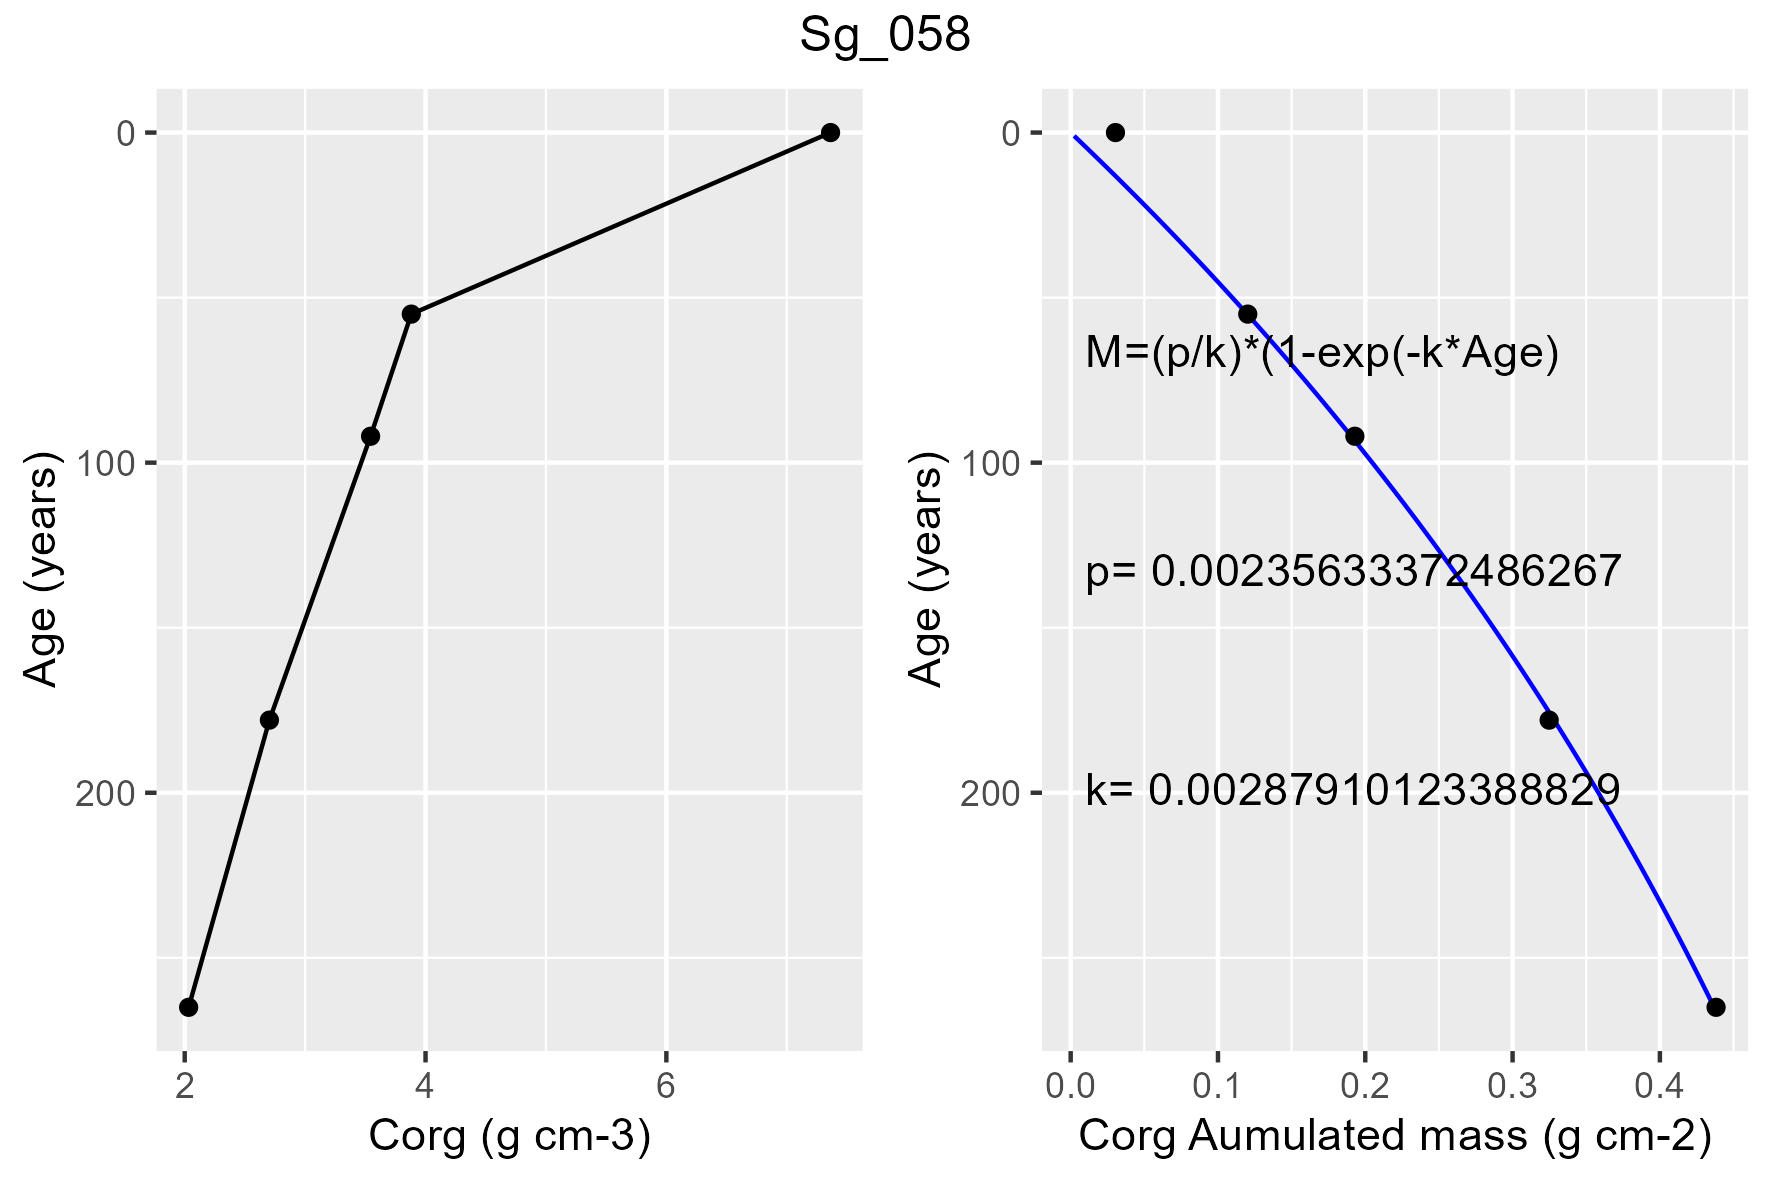 Sg_058
Age (years)
0
100
200
2
4
6
Corg (g cm-3)
Age (years)
0
100
200
M=(p/k)*(1-exp(-k*Age)
p= 0.00235633372486267
k= 0.00287910123388829
0.0
0.1
0.2
0.3
0.4
Corg Aumulated mass (g cm-2)